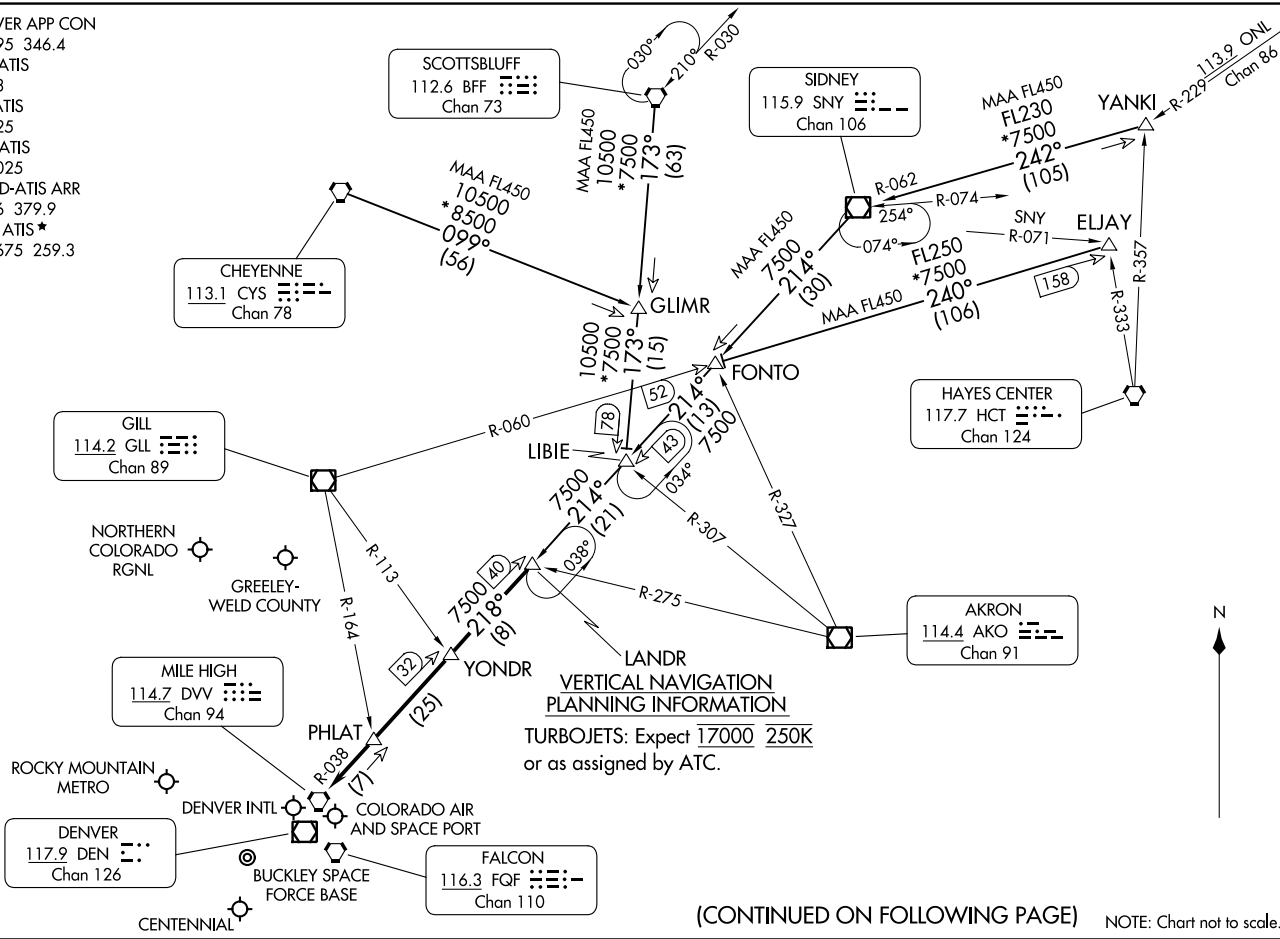 VER APP CON
95 346.4
ATIS
3
ATIS
25
ATIS
025
D-ATIS ARR
5 379.9
ATIS★
675 259.3
SCOTTSBLUFF
112.6 BFF
Chan 73
030°
210°
R-030
SIDNEY
115.9 SNY
Chan 106
113.9 ONL
Chan 86
R-229
YANKI
MAA FL450
FL230
*7500
242°
(105)
R-062
R-074
254°
074°
SNY
R-071
ELJAY
R-357
MAA FL450
10500
*7500
173°
(63)
MAA FL450
10500
*8500
099°
(56)
CHEYENNE
113.1 CYS
Chan 78
GLIMR
MAA FL450
7500
214°
(30)
FL250
*7500
MAA FL450
240°
(106)
158
R-333
10500
*7500
173°
(15)
FONTO
HAYES CENTER
117.7 HCT
Chan 124
52
R-060
78
214°
(13)
7500
43
034°
LIBIE
GILL
114.2 GLL
Chan 89
7500
214°
(21)
R-307
R-327
NORTHERN
COLORADO
RGNL
GREELEY-
WELD COUNTY
R-113
R-164
40
038°
7500
218°
(8)
R-275
AKRON
114.4 AKO
Chan 91
N
32
YONDR
LANDR
VERTICAL NAVIGATION
PLANNING INFORMATION
TURBOJETS: Expect 17000 250K
or as assigned by ATC.
MILE HIGH
114.7 DVV
Chan 94
(25)
PHLAT
R-038
(7)
ROCKY MOUNTAIN
METRO
DENVER INTL
COLORADO AIR
AND SPACE PORT
DENVER
117.9 DEN
Chan 126
BUCKLEY SPACE
FORCE BASE
FALCON
116.3 FQF
Chan 110
CENTENNIAL
(CONTINUED ON FOLLOWING PAGE)
NOTE: Chart not to scale.